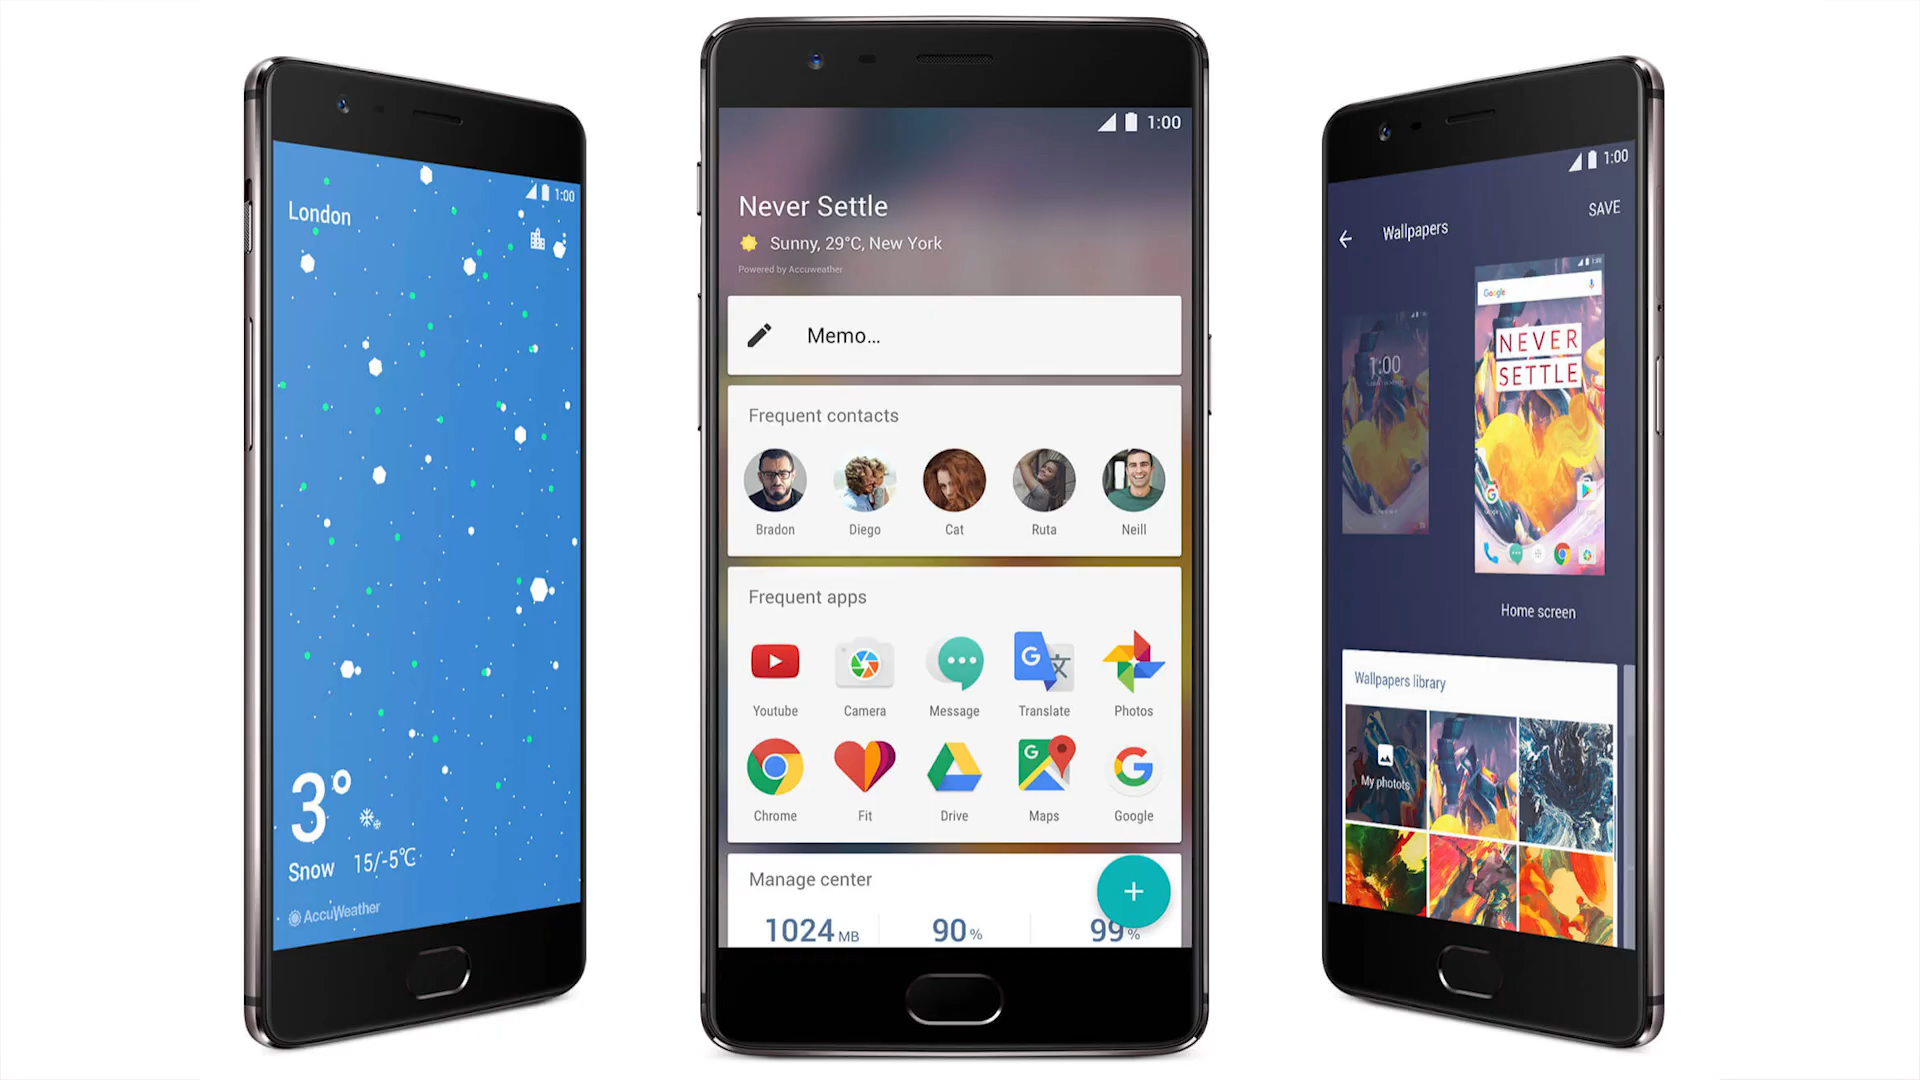 London
1:00
3°
Snow 15/-5℃
AccuWeather
1:00
Never Settle
Sunny, 29°C, New York
Powered by Accuweather
Memo...
Frequent contacts
Bradon Diego Cat Ruta Neill
Frequent apps
Youtube Camera Message Translate Photos
Chrome Fit Drive Maps Google
Manage center
1024 MB 90 % 99 %
1:00
SAVE
Wallpapers
1:00
Google
NEVER
SETTLE
Home screen
Wallpapers library
My photots